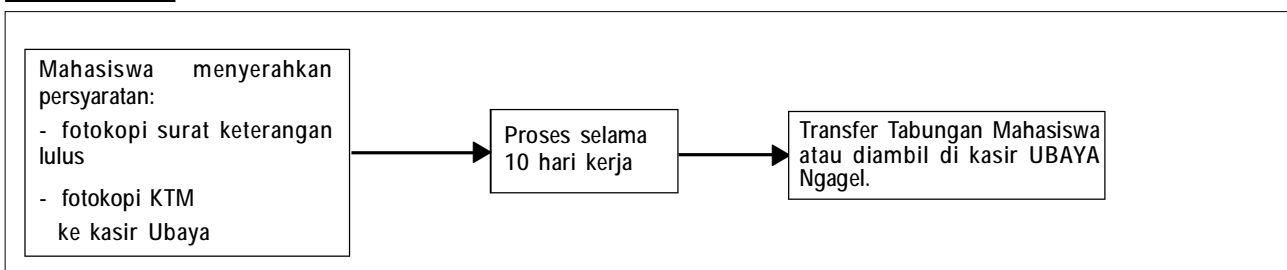 Mahasiswa menyerahkan
persyaratan:
- fotokopi surat keterangan
lulus
- fotokopi KTM
ke kasir Ubaya
Proses selama
10 hari kerja
Transfer Tabungan Mahasiswa
atau diambil di kasir UBAYA
Ngagel.